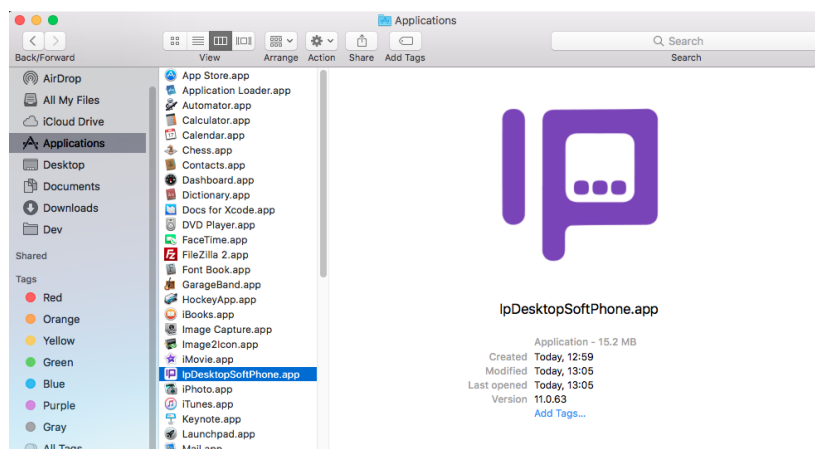 Applications
Search
Back/Forward
View
Arrange
Action
Share
Add Tags
Search
AirDrop
All My Files
iCloud Drive
Applications
Desktop
Documents
Downloads
Dev
Shared
Tags
Red
Orange
Yellow
Green
Blue
Purple
Gray
All Tags
App Store.app
Application Loader.app
Automator.app
Calculator.app
Calendar.app
Chess.app
Contacts.app
Dashboard.app
Dictionary.app
Docs for Xcode.app
DVD Player.app
FaceTime.app
FileZilla 2.app
Font Book.app
GarageBand.app
HockeyApp.app
iBooks.app
Image Capture.app
Image2Icon.app
iMovie.app
IpDesktopSoftPhone.app
iPhoto.app
iTunes.app
Keynote.app
Launchpad.app
Mail.app
IpDesktopSoftPhone.app
Application - 15.2 MB
Created Today, 12:59
Modified Today, 13:05
Last opened Today, 13:05
Version 11.0.63
Add Tags...